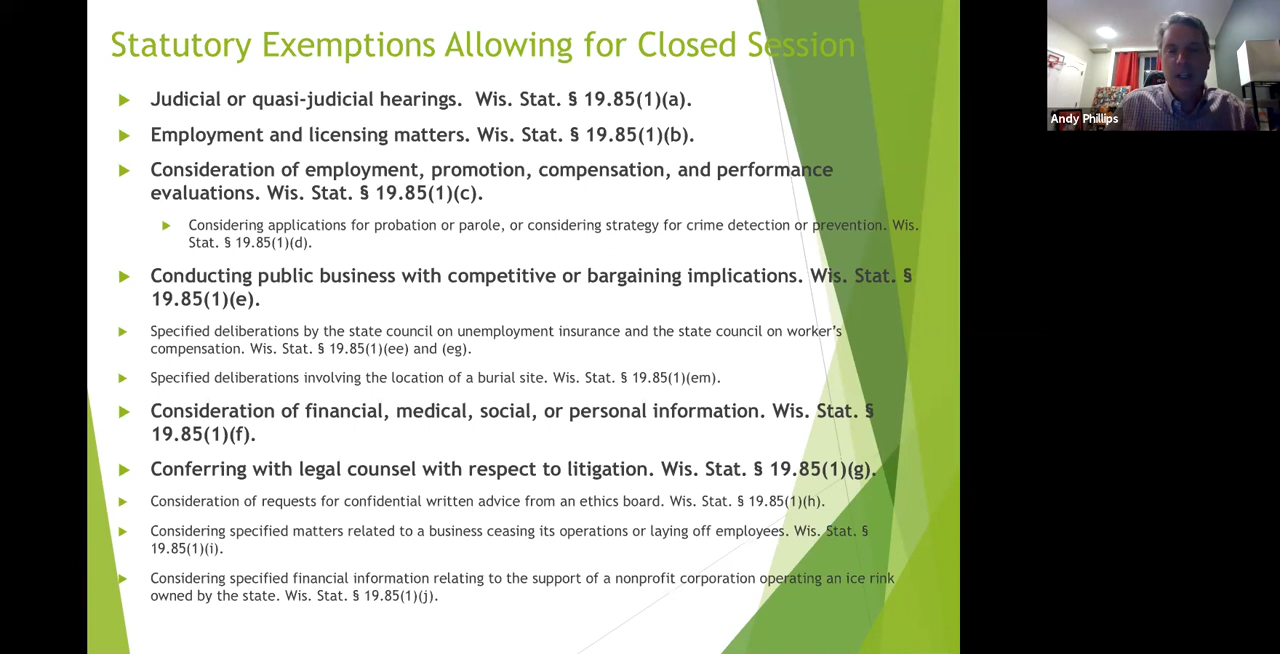 Statutory Exemptions Allowing for Closed Session
Judicial or quasi-judicial hearings.  Wis. Stat. § 19.85(1)(a).
Employment and licensing matters. Wis. Stat. § 19.85(1)(b).
Consideration of employment, promotion, compensation, and performance
evaluations. Wis. Stat. § 19.85(1)(c).
Considering applications for probation or parole, or considering strategy for crime detection or prevention. Wis.
Stat. § 19.85(1)(d).
Conducting public business with competitive or bargaining implications. Wis. Stat. §
19.85(1)(e).
Specified deliberations by the state council on unemployment insurance and the state council on worker’s
compensation. Wis. Stat. § 19.85(1)(ee) and (eg).
Specified deliberations involving the location of a burial site. Wis. Stat. § 19.85(1)(em).
Consideration of financial, medical, social, or personal information. Wis. Stat. §
19.85(1)(f).
Conferring with legal counsel with respect to litigation. Wis. Stat. § 19.85(1)(g).
Consideration of requests for confidential written advice from an ethics board. Wis. Stat. § 19.85(1)(h).
Considering specified matters related to a business ceasing its operations or laying off employees. Wis. Stat. §
19.85(1)(i).
Considering specified financial information relating to the support of a nonprofit corporation operating an ice rink
owned by the state. Wis. Stat. § 19.85(1)(j).
Andy Phillips